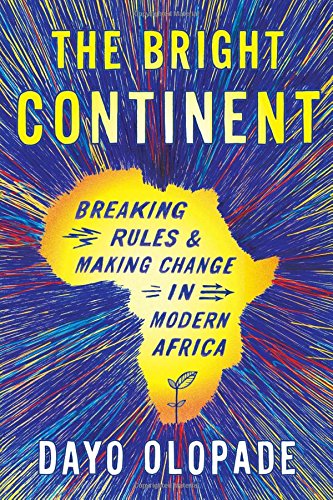 THE BRIGHT
CONTINENT
BREAKING
RULES &
MAKING CHANGE
IN
MODERN
AFRICA
DAYO OLOPADE